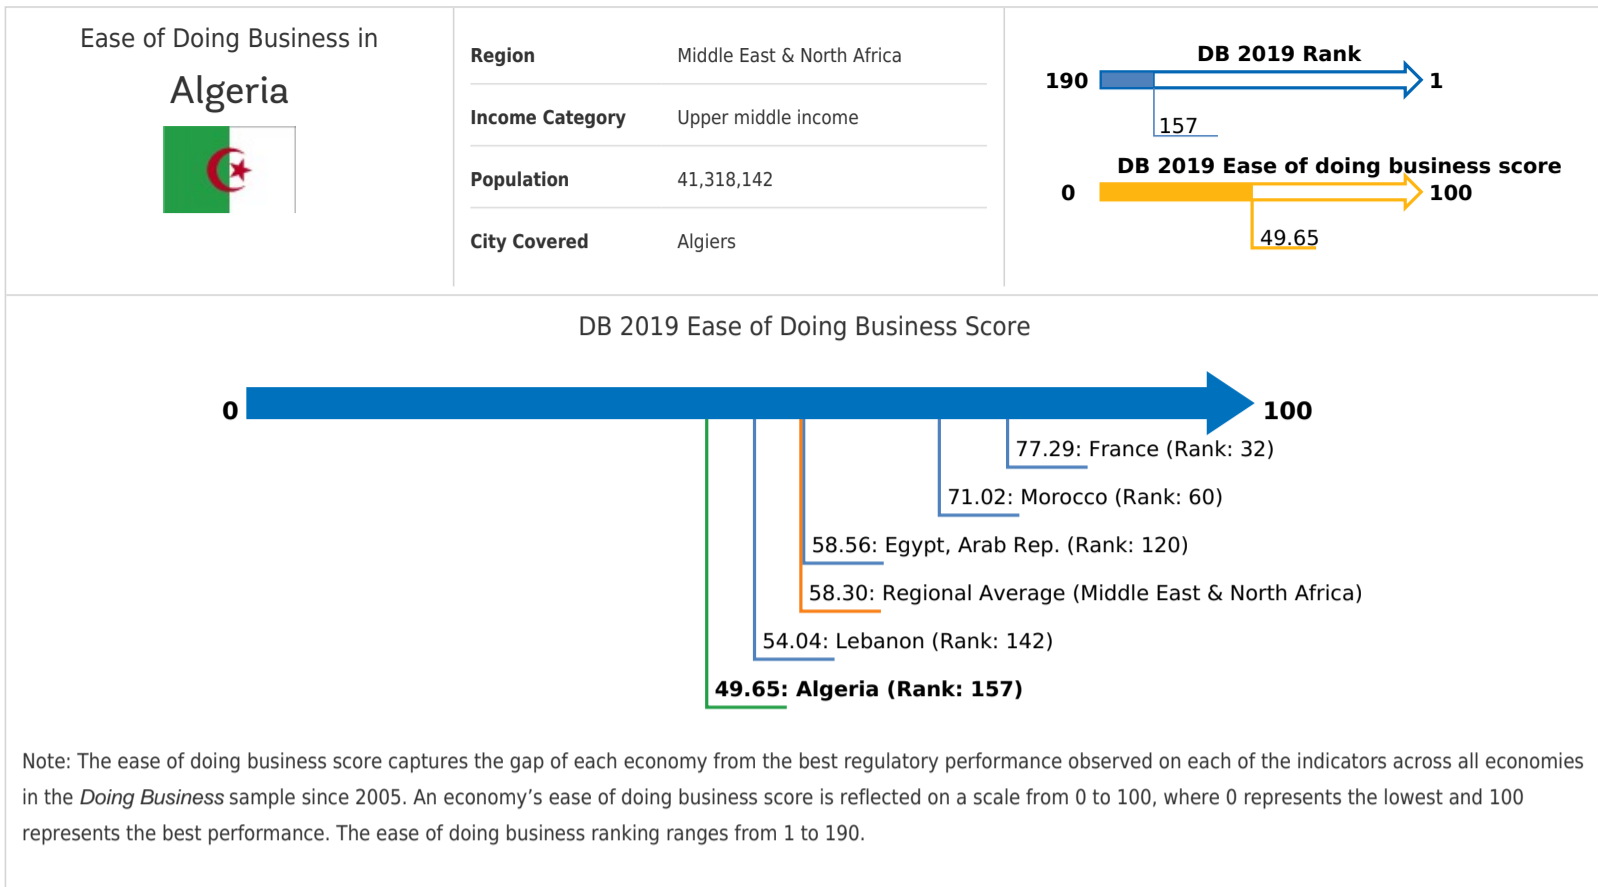 Ease of Doing Business in
Algeria
Region Middle East & North Africa
Income Category Upper middle income
Population 41,318,142
City Covered Algiers
DB 2019 Rank
190 1
157
DB 2019 Ease of doing business score
0 100
49.65
DB 2019 Ease of Doing Business Score
0 100
77.29: France (Rank: 32)
71.02: Morocco (Rank: 60)
58.56: Egypt, Arab Rep. (Rank: 120)
58.30: Regional Average (Middle East & North Africa)
54.04: Lebanon (Rank: 142)
49.65: Algeria (Rank: 157)
Note: The ease of doing business score captures the gap of each economy from the best regulatory performance observed on each of the indicators across all economies
in the Doing Business sample since 2005. An economy’s ease of doing business score is reflected on a scale from 0 to 100, where 0 represents the lowest and 100
represents the best performance. The ease of doing business ranking ranges from 1 to 190.